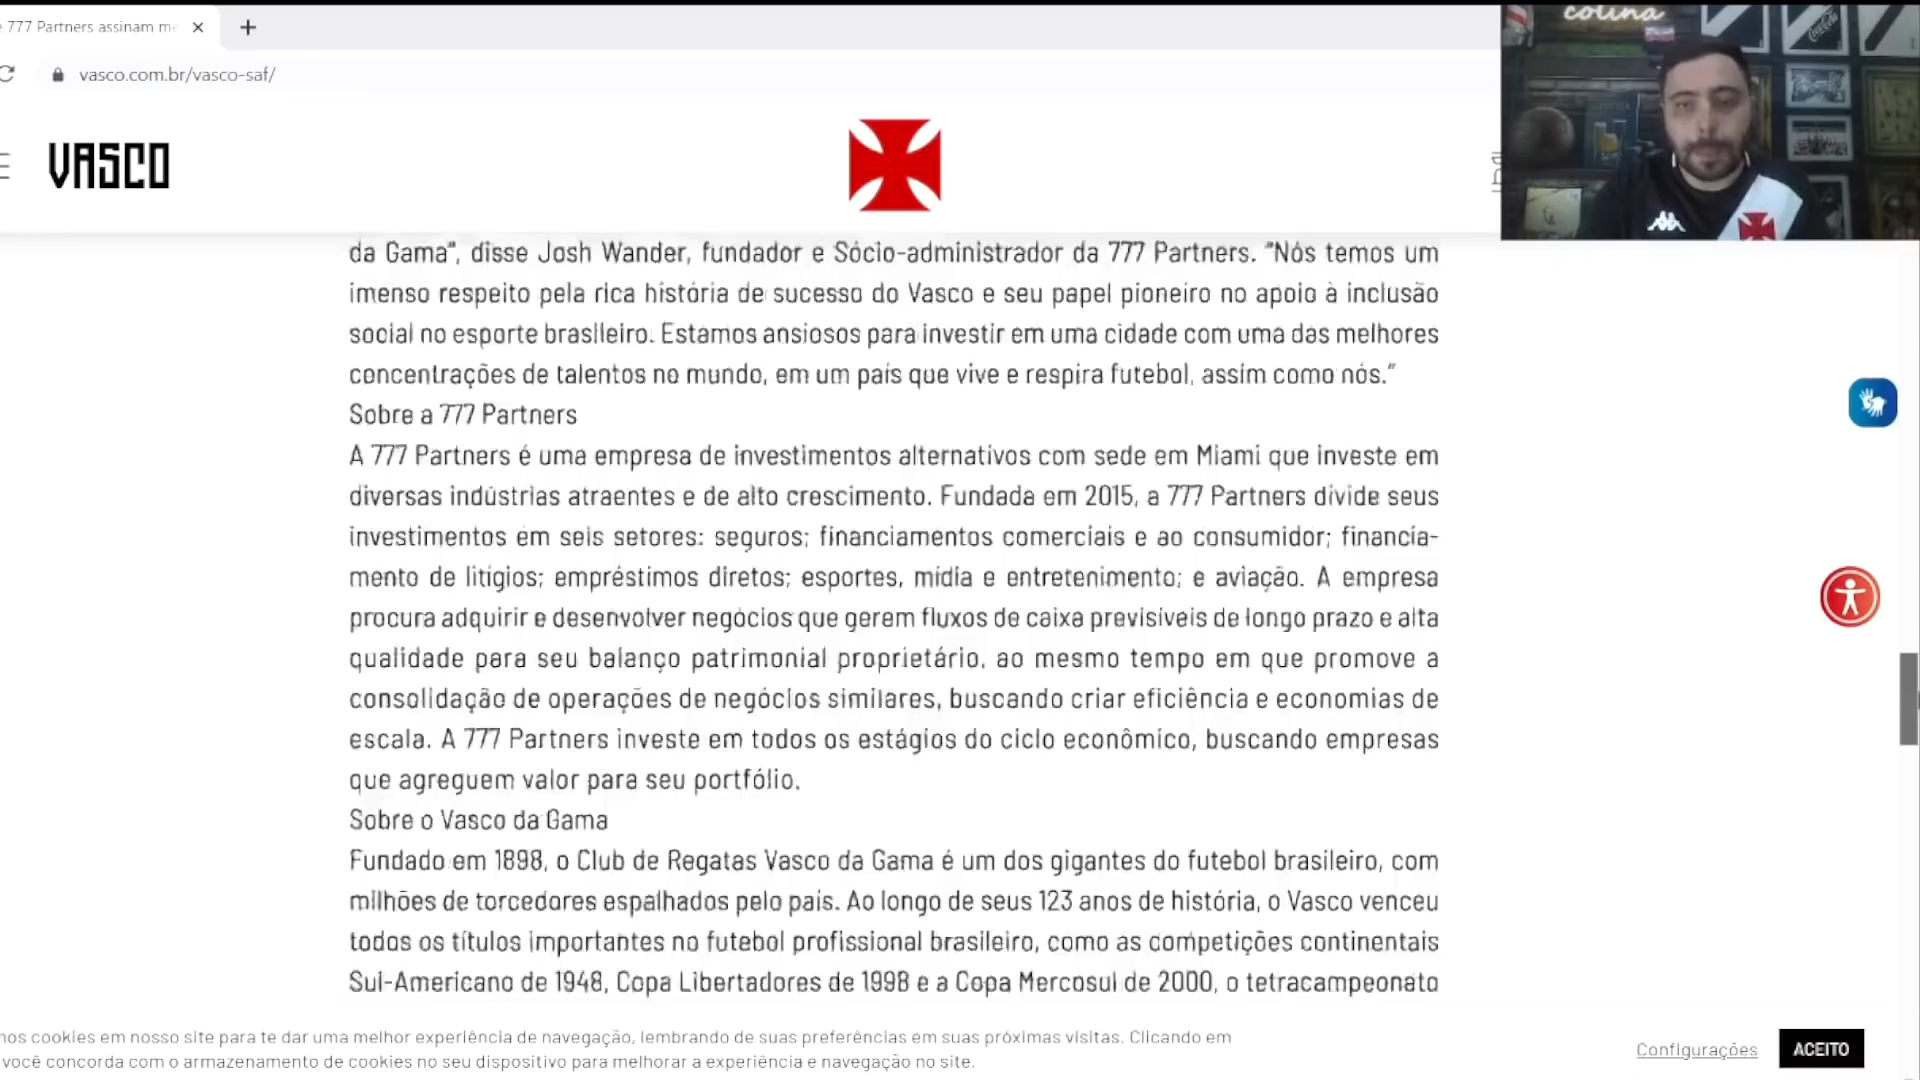 777 Partners assinam me
vasco.com.br/vasco-saf/
colina
VASCO
da Gama", disse Josh Wander, fundador e Sócio-administrador da 777 Partners. "Nós temos um
imenso respeito pela rica história de sucesso do Vasco e seu papel pioneiro no apoio à inclusão
social no esporte brasileiro. Estamos ansiosos para investir em uma cidade com uma das melhores
concentrações de talentos no mundo, em um país que vive e respira futebol, assim como nós."
Sobre a 777 Partners
A 777 Partners é uma empresa de investimentos alternativos com sede em Miami que investe em
diversas indústrias atraentes e de alto crescimento. Fundada em 2015, a 777 Partners divide seus
investimentos em seis setores: seguros; financiamentos comerciais e ao consumidor; financia-
mento de litígios; empréstimos diretos; esportes, mídia e entretenimento; e aviação. A empresa
procura adquirir e desenvolver negócios que gerem fluxos de caixa previsíveis de longo prazo e alta
qualidade para seu balanço patrimonial proprietário, ao mesmo tempo em que promove a
consolidação de operações de negócios similares, buscando criar eficiência e economias de
escala. A 777 Partners investe em todos os estágios do ciclo econômico, buscando empresas
que agreguem valor para seu portfólio.
Sobre o Vasco da Gama
Fundado em 1898, o Club de Regatas Vasco da Gama é um dos gigantes do futebol brasileiro, com
milhões de torcedores espalhados pelo país. Ao longo de seus 123 anos de história, o Vasco venceu
todos os títulos importantes no futebol profissional brasileiro, como as competições continentais
Sul-Americano de 1948, Copa Libertadores de 1998 e a Copa Mercosul de 2000, o tetracampeonato
nos cookies em nosso site para te dar uma melhor experiência de navegação, lembrando de suas preferências em suas próximas visitas. Clicando em
você concorda com o armazenamento de cookies no seu dispositivo para melhorar a experiência e navegação no site.
Configurações
ACEITO